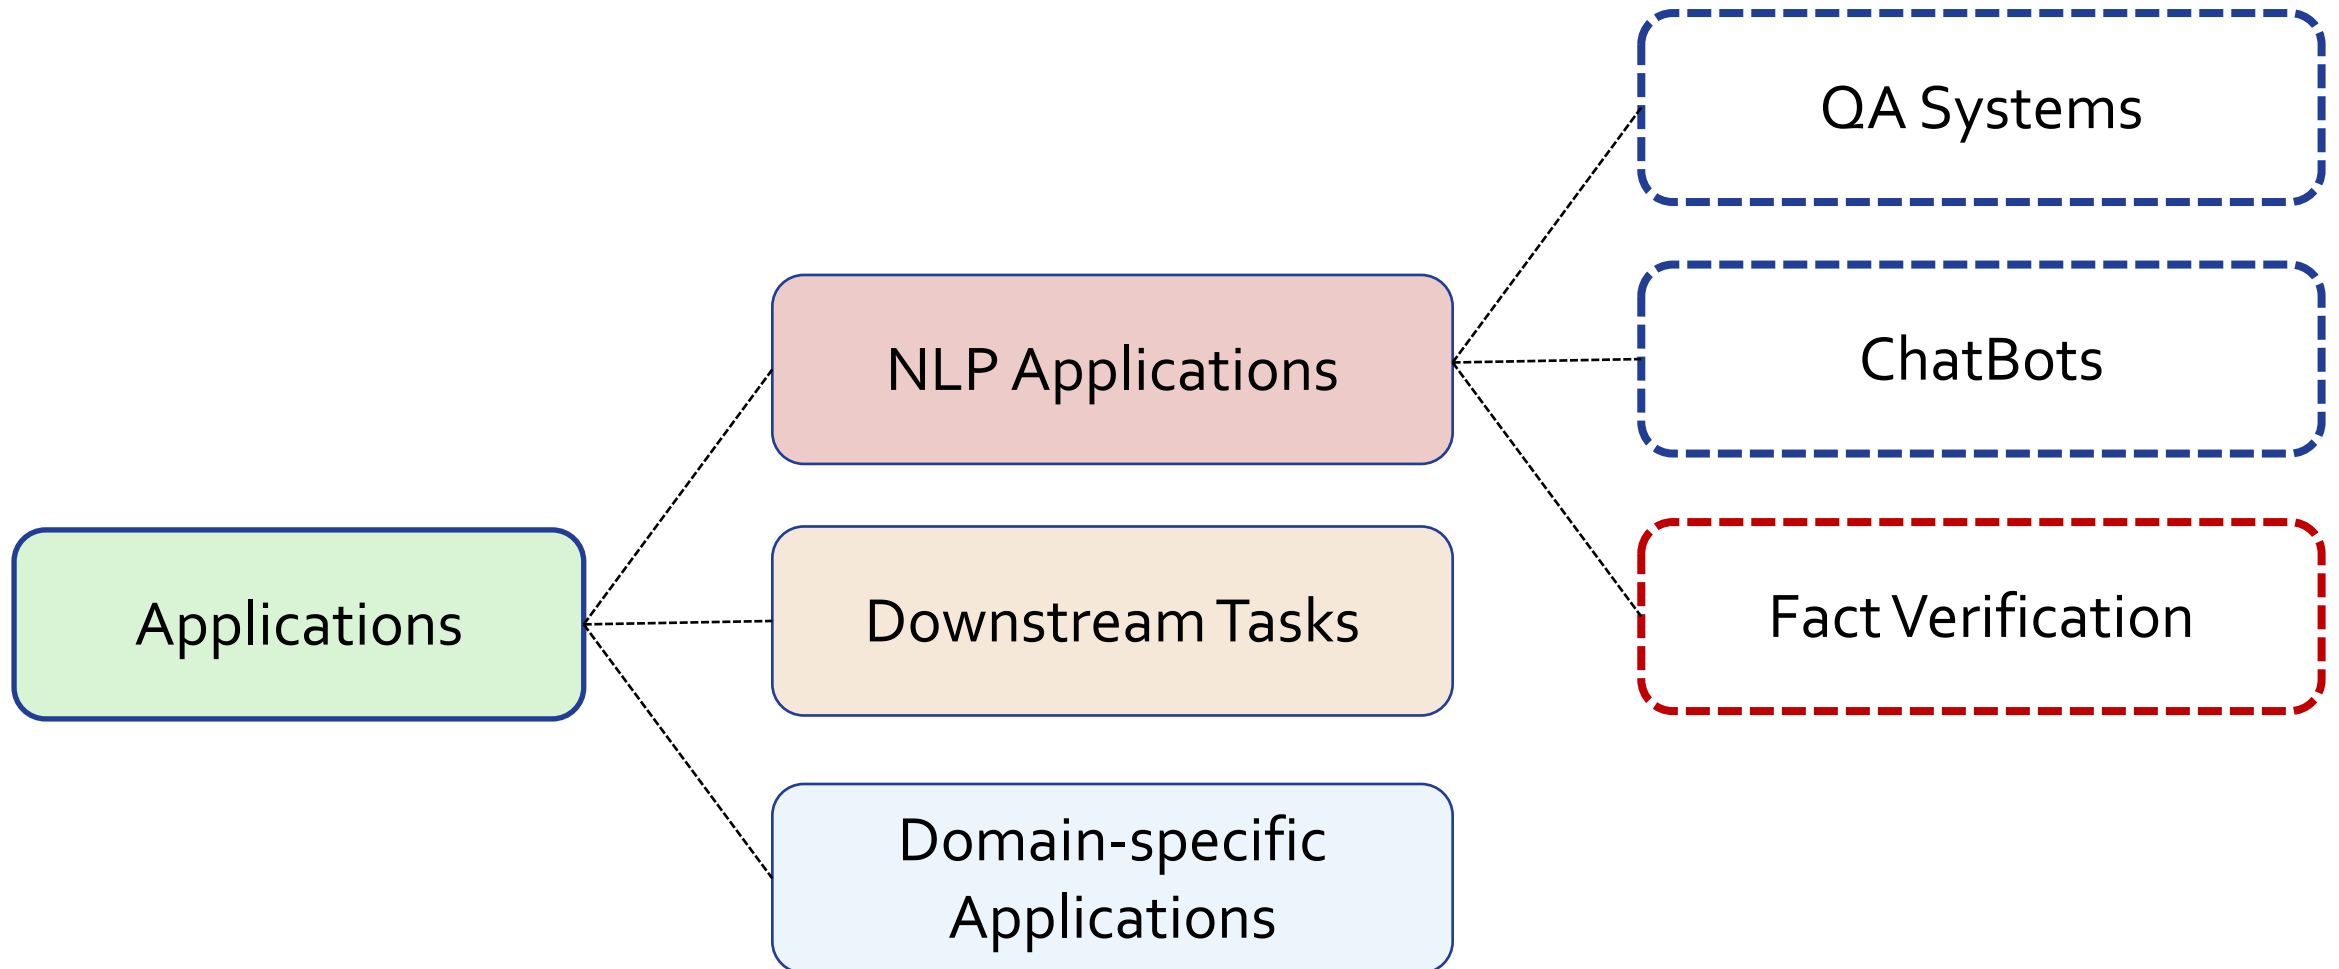 QA Systems
NLP Applications
ChatBots
Applications
Downstream Tasks
Fact Verification
Domain-specific
Applications